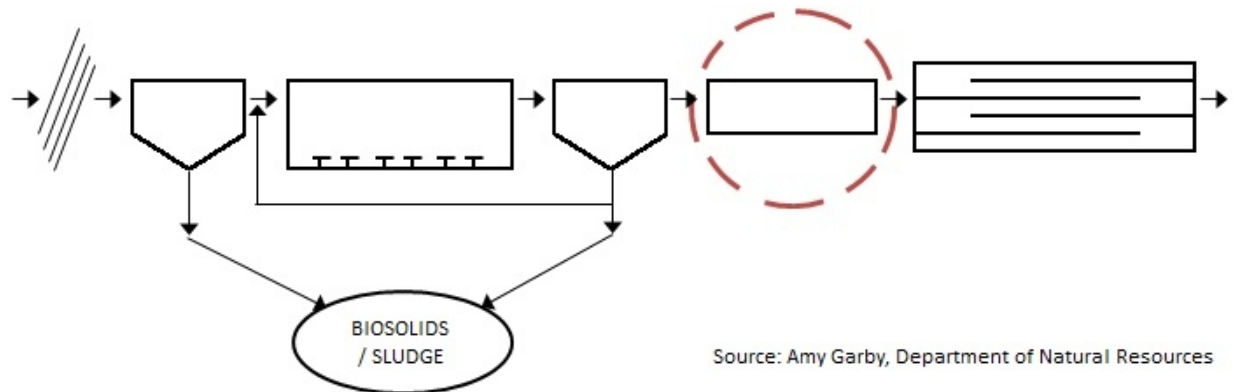 BIOSOLIDS
/ SLUDGE
Source: Amy Garby, Department of Natural Resources